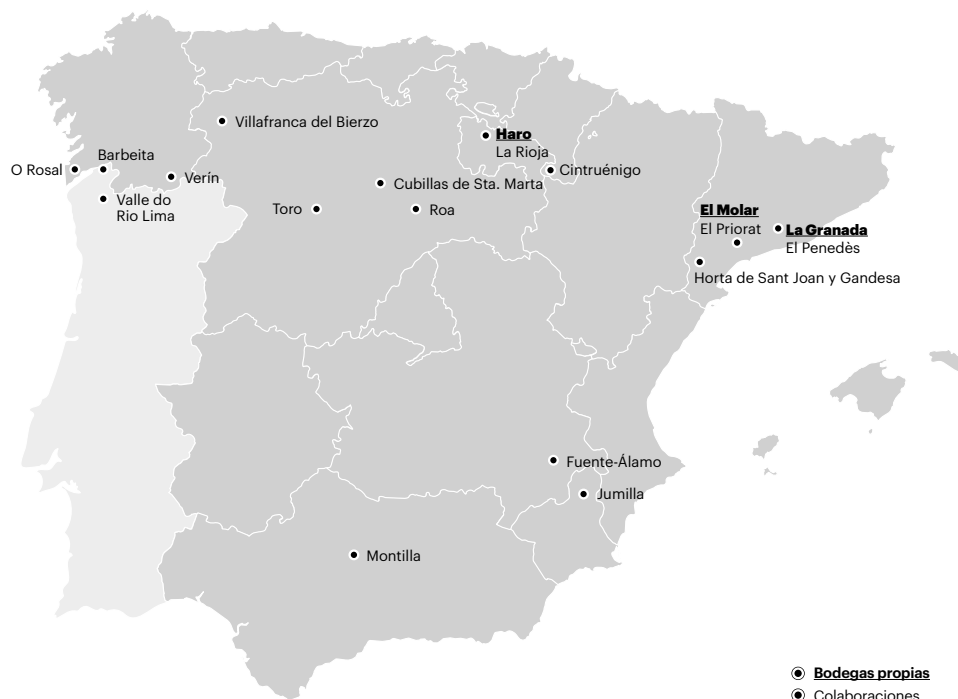 Villafranca del Bierzo
Haro
La Rioja
Barbeita
O Rosal
Verín
Cintruénigo
Cubillas de Sta. Marta
Valle do
Rio Lima
Toro
Roa
El Molar
El Priorat
La Granada
El Penedès
Horta de Sant Joan y Gandesa
Fuente-Álamo
Jumilla
Montilla
Bodegas propias
Colaboraciones